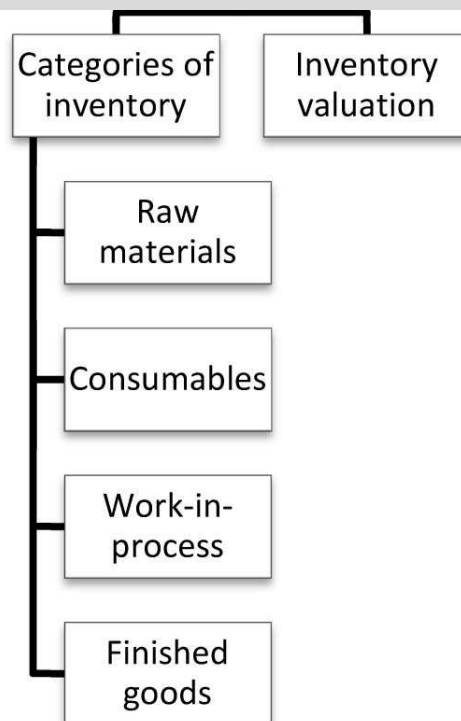 Categories of
inventory
Inventory
valuation
Raw
materials
Consumables
Work-in-
process
Finished
goods